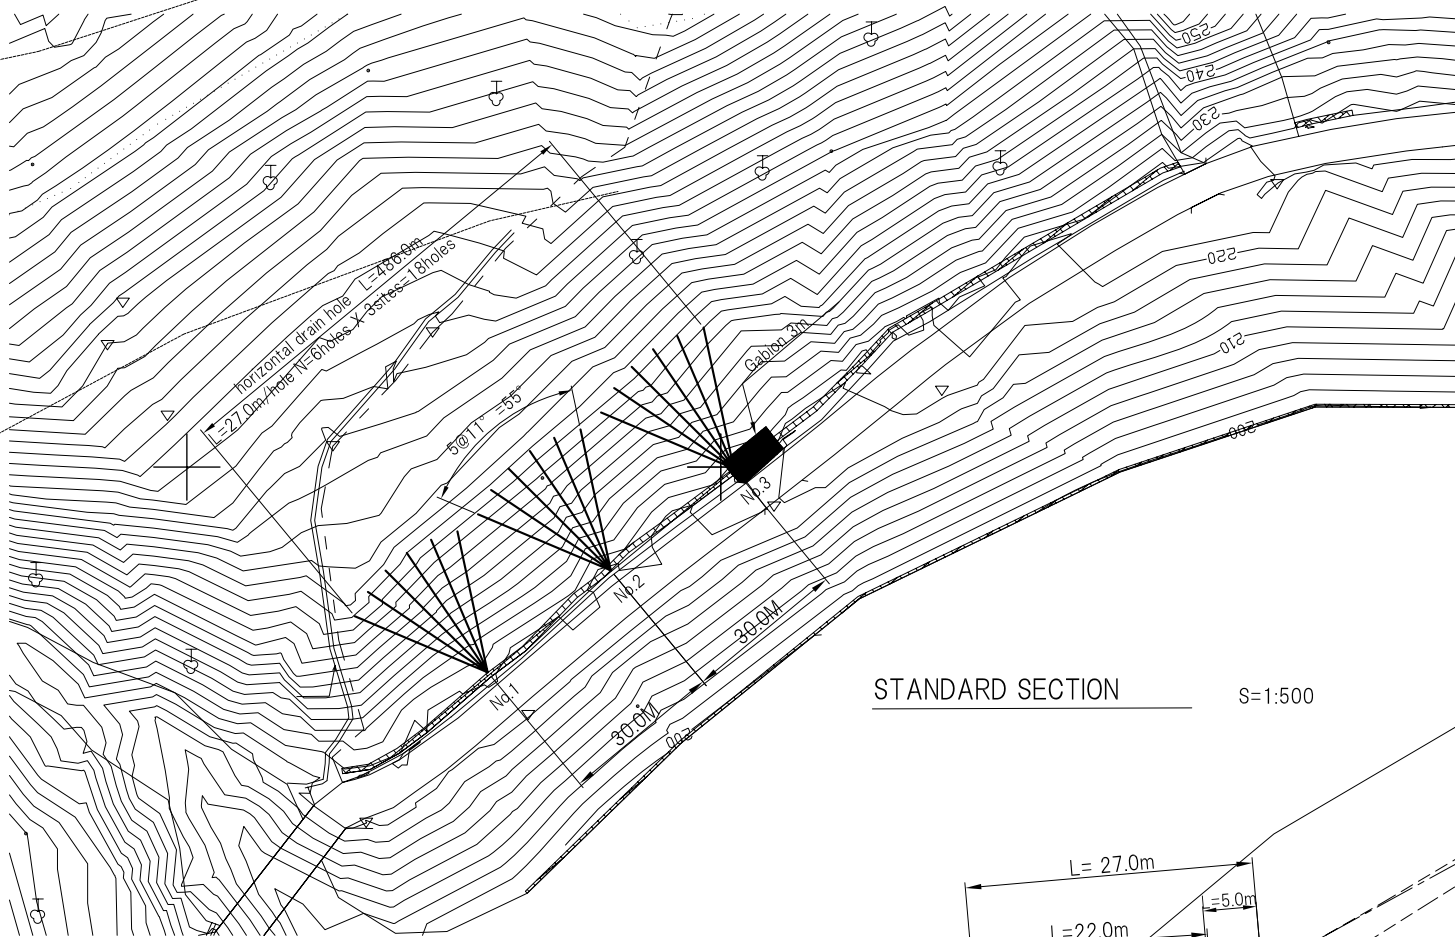 250
240
230
220
210
200
horizontal drain hole L=486.0m
L=27.0m/hole N=6holes X 3sites=18holes
Gabion 3m
5@11° =55°
No.3
No.2
No.1
30.0M
30.0M
200
STANDARD SECTION
S=1:500
L= 27.0m
L=5.0m
L=22.0m